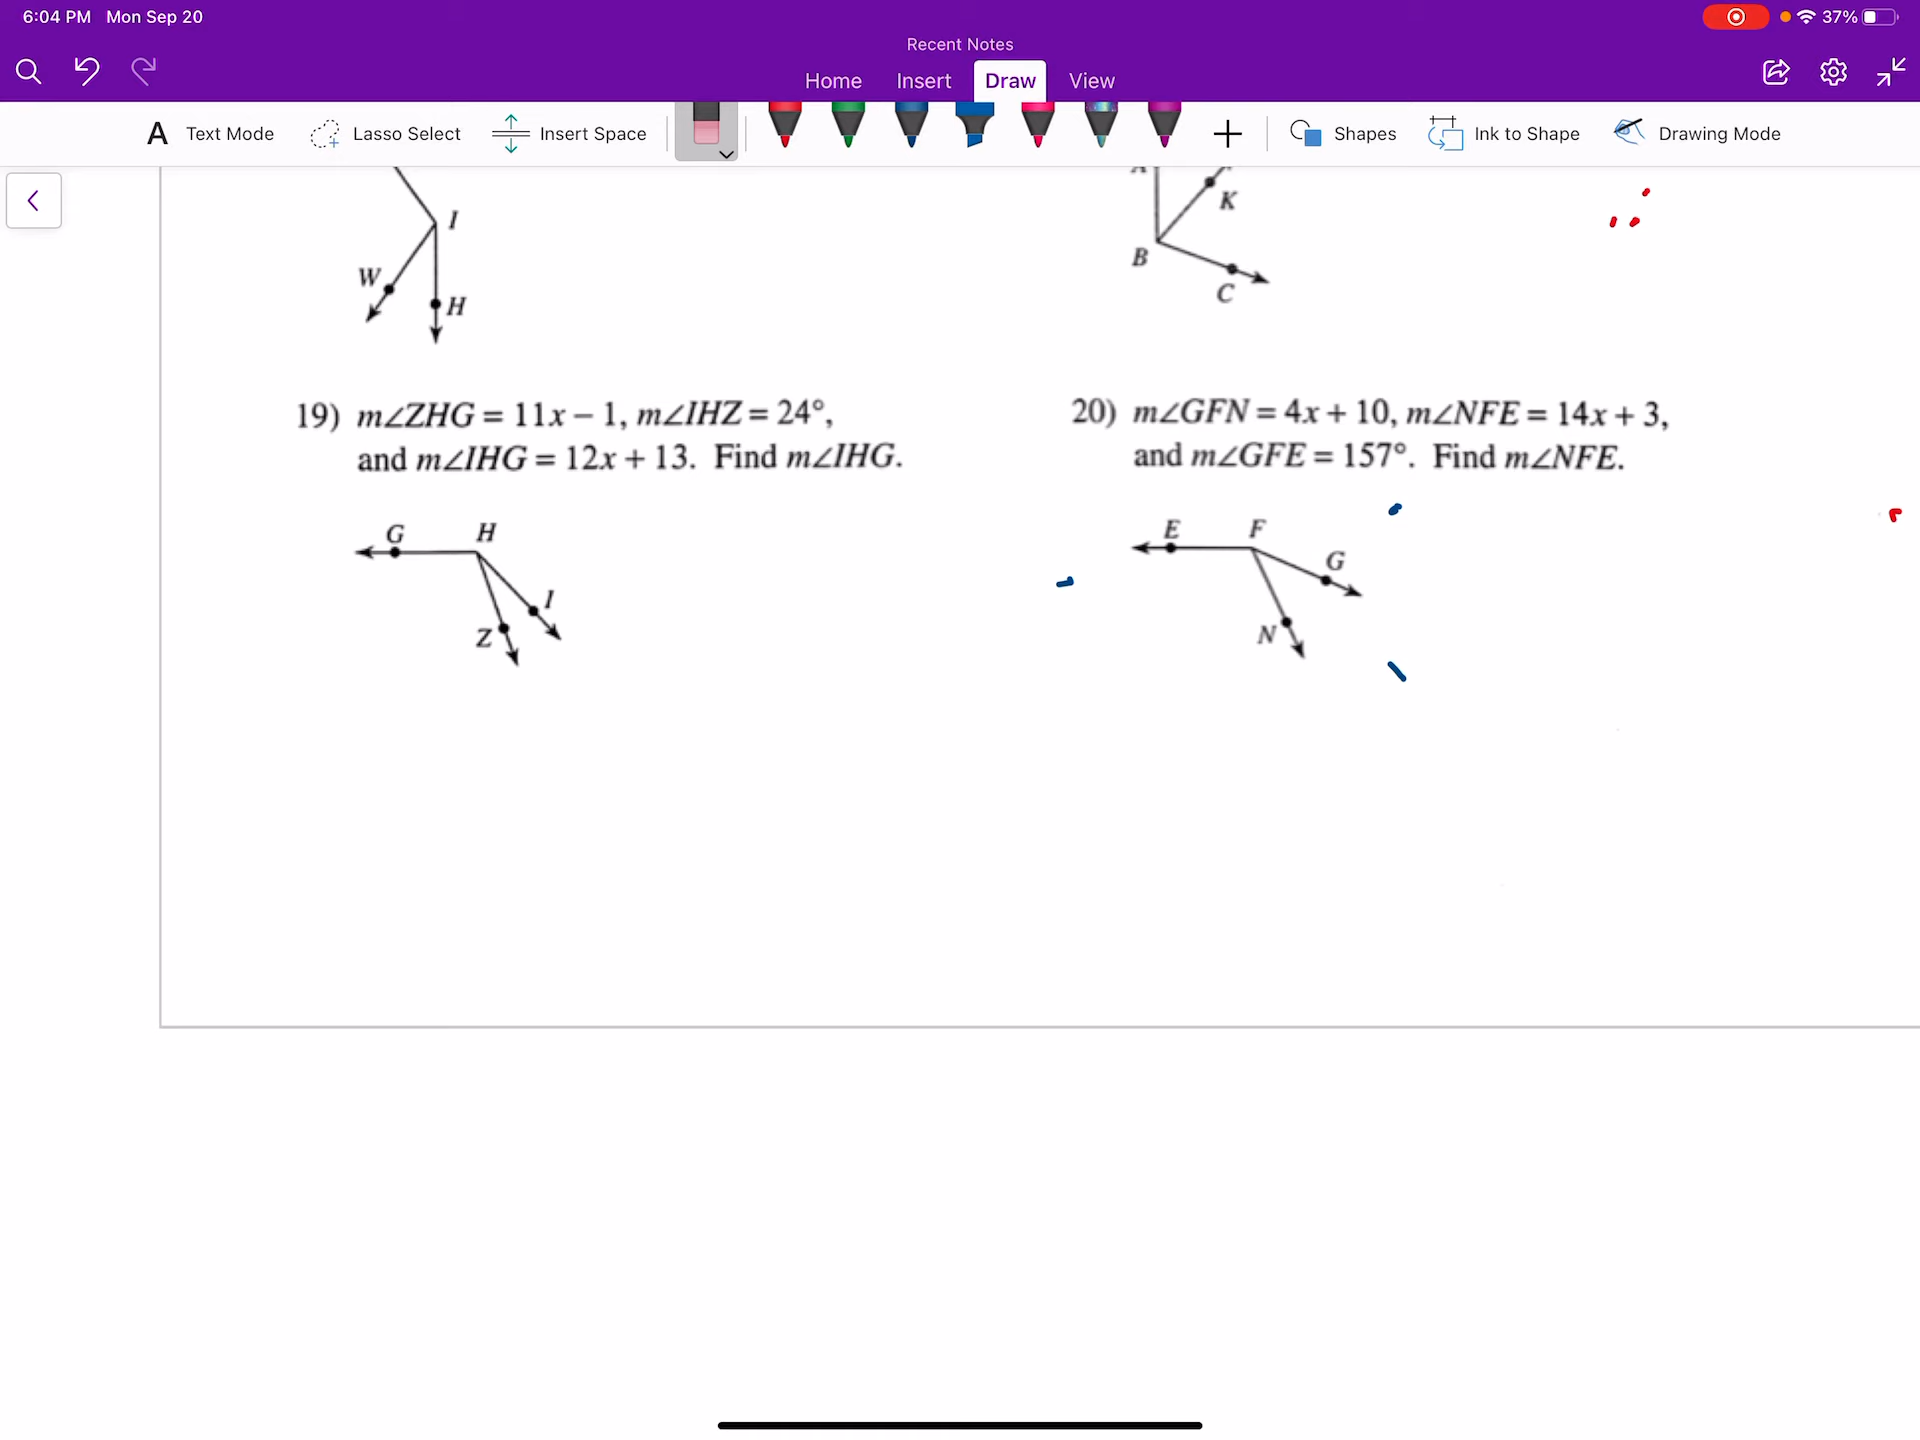 6:04 PM Mon Sep 20
37%
Recent Notes
Home Insert Draw View
A Text Mode Lasso Select Insert Space Shapes Ink to Shape Drawing Mode
I
W
H
K
B
C
19) m∠ZHG = 11x − 1, m∠IHZ = 24°,
and m∠IHG = 12x + 13. Find m∠IHG.
G H
I
Z
20) m∠GFN = 4x + 10, m∠NFE = 14x + 3,
and m∠GFE = 157°. Find m∠NFE.
E F
G
N